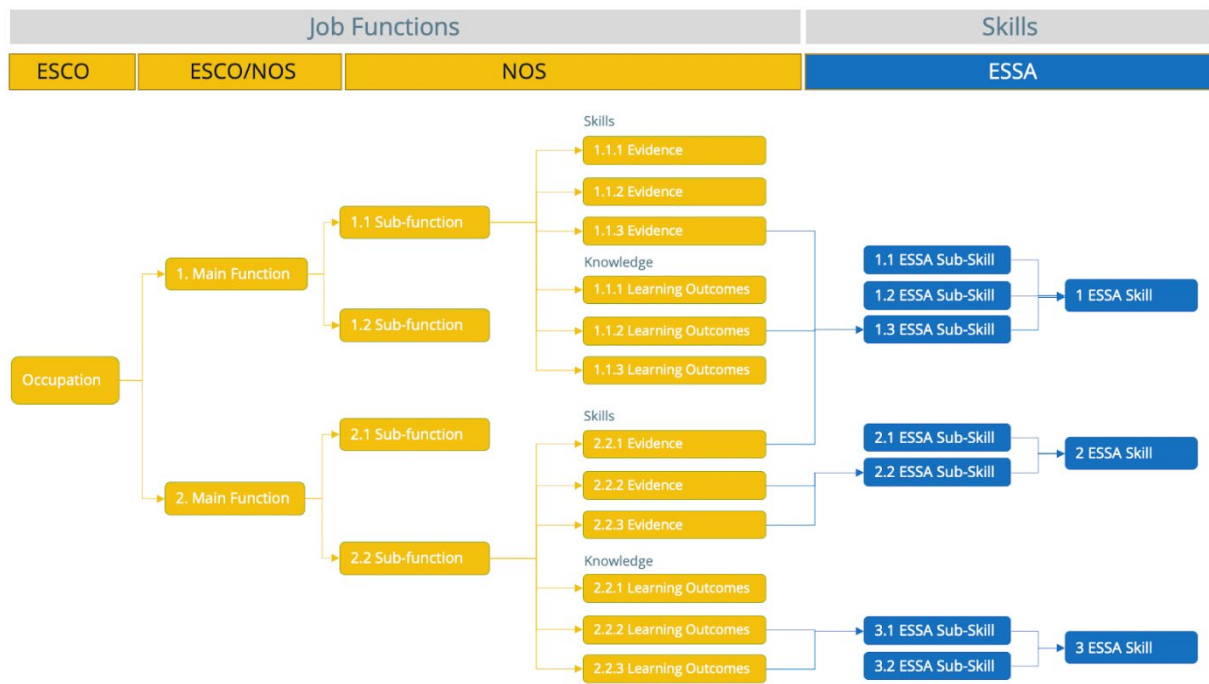 Job Functions
Skills
ESCO
ESCO/NOS
NOS
ESSA
Occupation
1. Main Function
2. Main Function
1.1 Sub-function
1.2 Sub-function
2.1 Sub-function
2.2 Sub-function
Skills
1.1.1 Evidence
1.1.2 Evidence
1.1.3 Evidence
Knowledge
1.1.1 Learning Outcomes
1.1.2 Learning Outcomes
1.1.3 Learning Outcomes
Skills
2.2.1 Evidence
2.2.2 Evidence
2.2.3 Evidence
Knowledge
2.2.1 Learning Outcomes
2.2.2 Learning Outcomes
2.2.3 Learning Outcomes
1.1 ESSA Sub-Skill
1.2 ESSA Sub-Skill
1.3 ESSA Sub-Skill
2.1 ESSA Sub-Skill
2.2 ESSA Sub-Skill
3.1 ESSA Sub-Skill
3.2 ESSA Sub-Skill
1 ESSA Skill
2 ESSA Skill
3 ESSA Skill